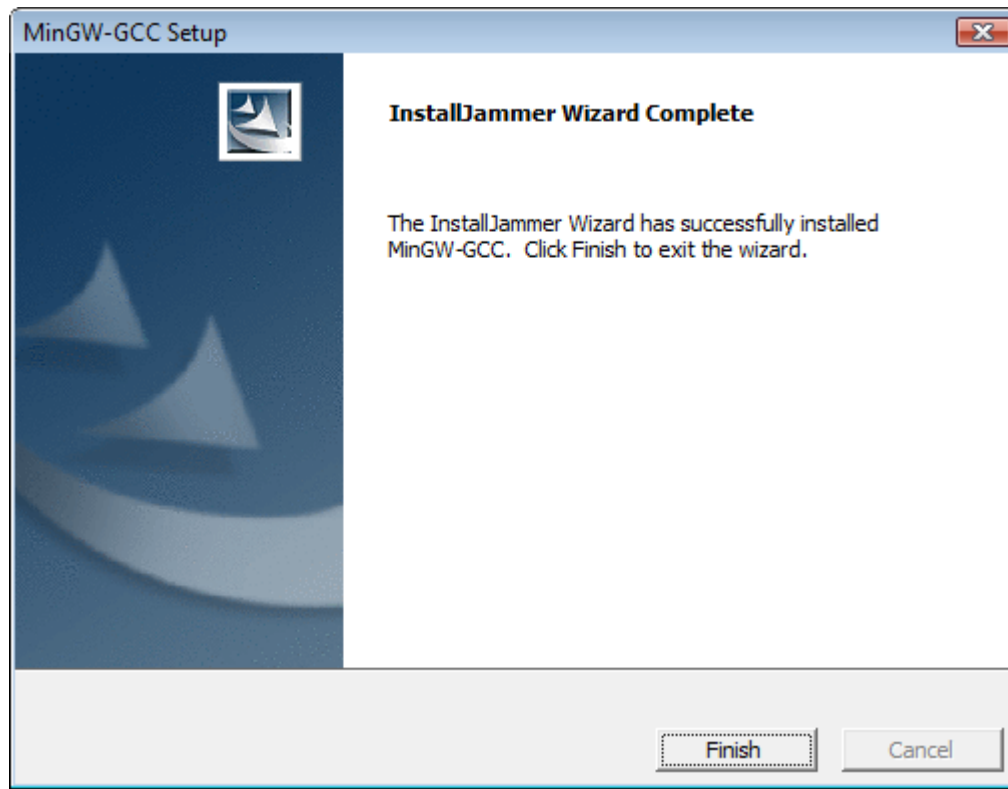 MinGW-GCC Setup
InstallJammer Wizard Complete
The InstallJammer Wizard has successfully installed
MinGW-GCC. Click Finish to exit the wizard.
Finish
Cancel